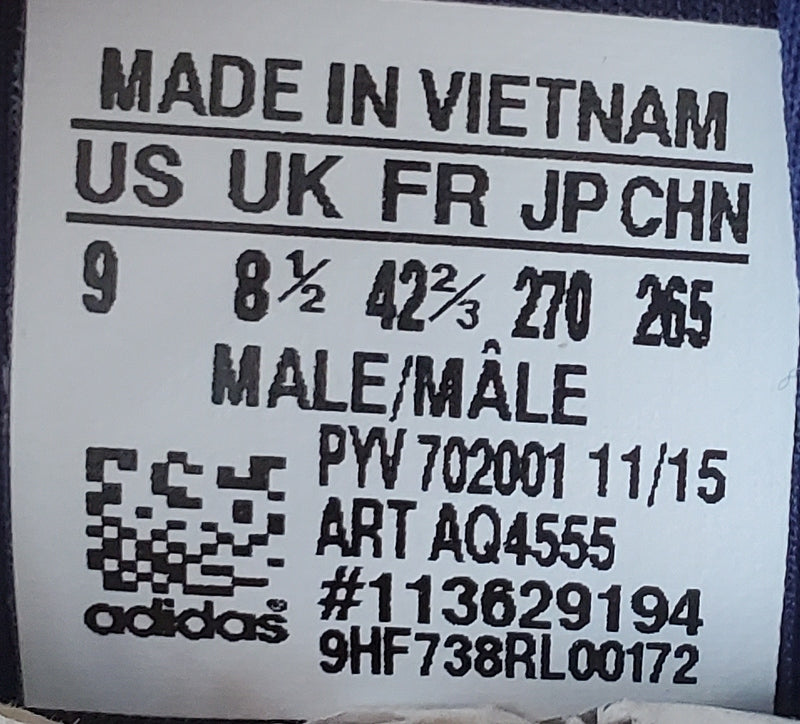 MADE IN VIETNAM
US UK FR JP CHN
9 8½ 42⅔ 270 265
MALE/MÂLE
PYV 702001 11/15
ART AQ4555
#113629194
adidas®
9HF738RL00172